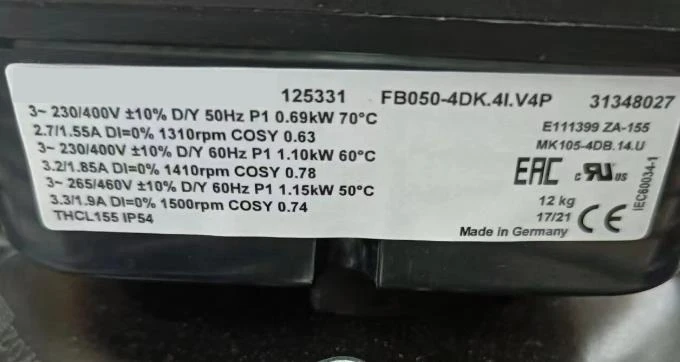 125331 FB050-4DK.4I.V4P 31348027
3~ 230/400V ±10% D/Y 50Hz P1 0.69kW 70°C
2.7/1.55A DI=0% 1310rpm COSY 0.63
3~ 230/400V ±10% D/Y 60Hz P1 1.10kW 60°C
3.2/1.85A DI=0% 1410rpm COSY 0.78
3~ 265/460V ±10% D/Y 60Hz P1 1.15kW 50°C
3.3/1.9A DI=0% 1500rpm COSY 0.74
THCL155 IP54
E111399 ZA-155
MK105-4DB.14.U
EAC c RU us
12 kg
17/21 CE
Made in Germany
IEC60034-1